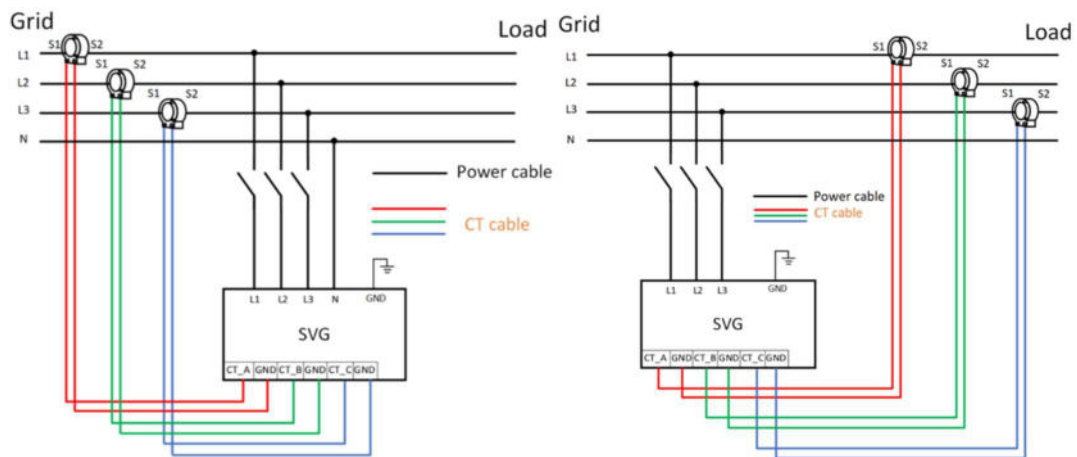 Grid
Load
S1 S2
L1
S1 S2
L2
S1 S2
L3
N
Power cable
CT cable
L1 L2 L3 N GND
SVG
CT_A GND CT_B GND CT_C GND
Grid
Load
S1 S2
L1
S1 S2
L2
S1 S2
L3
N
Power cable
CT cable
L1 L2 L3 GND
SVG
CT_A GND CT_B GND CT_C GND